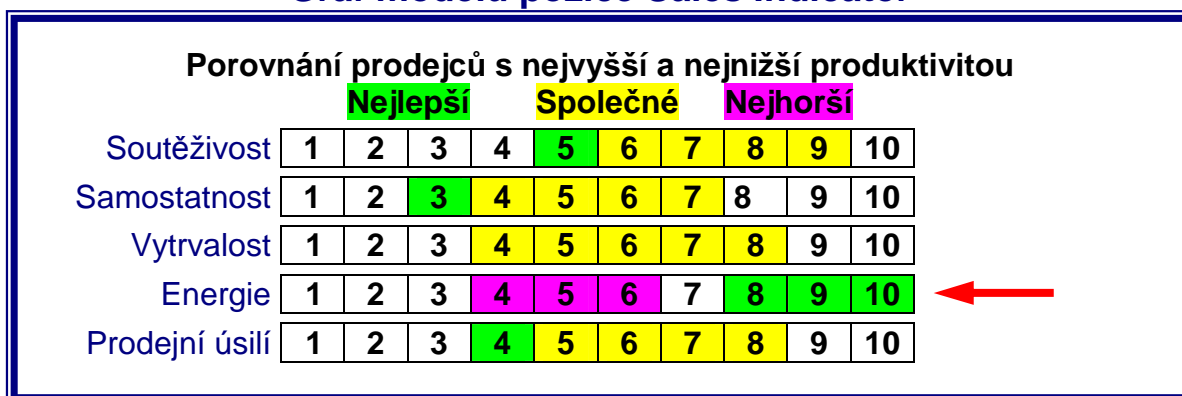 Porovnání prodejců s nejvyšší a nejnižší produktivitou
Nejlepší Společné Nejhorší
Soutěživost 1 2 3 4 5 6 7 8 9 10
Samostatnost 1 2 3 4 5 6 7 8 9 10
Vytrvalost 1 2 3 4 5 6 7 8 9 10
Energie 1 2 3 4 5 6 7 8 9 10
Prodejní úsilí 1 2 3 4 5 6 7 8 9 10